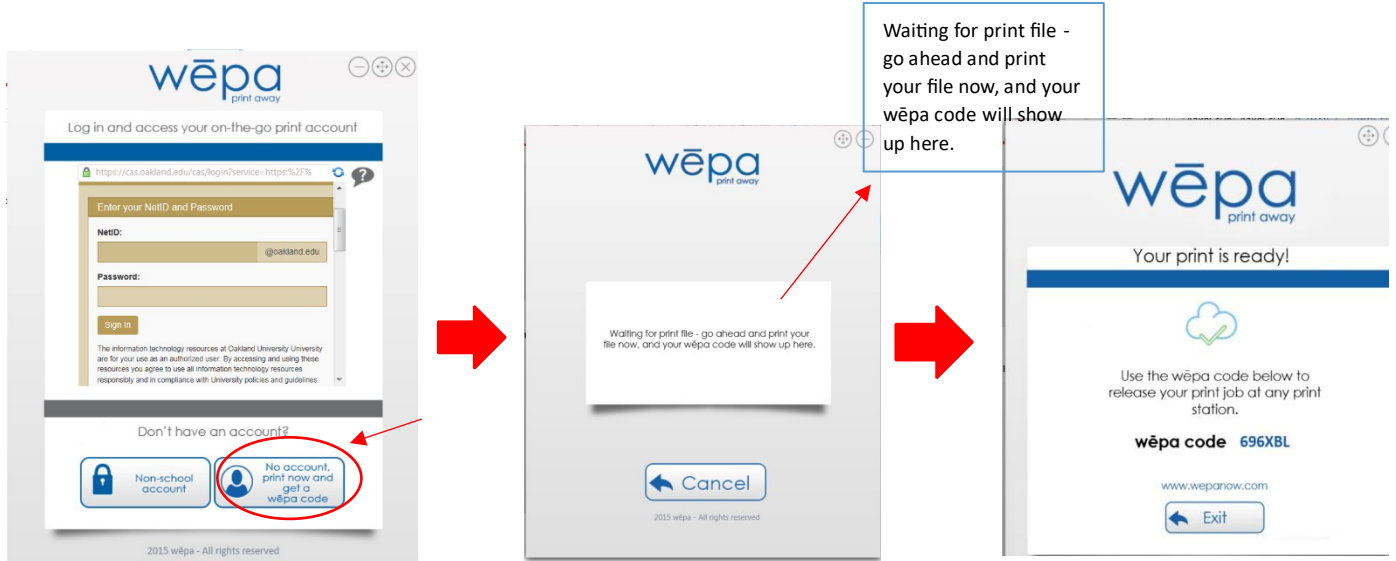 wēpa
print away
Log in and access your on-the-go print account
https://cas.oakland.edu/cas/login?service=https:%2F%
?
Enter your NetID and Password
NetID:
@oakland.edu
Password:
Sign In
The information technology resources at Oakland University University
are for your use as an authorized user. By accessing and using these
resources you agree to use all information technology resources
responsibly and in compliance with University policies and guidelines.
Don't have an account?
Non-school
account
No account,
print now and
get a
wēpa code
2015 wēpa - All rights reserved
wēpa
print away
Waiting for print file - go ahead and print your
file now, and your wēpa code will show up here.
Cancel
2015 wēpa - All rights reserved
Waiting for print file -
go ahead and print
your file now, and your
wēpa code will show
up here.
wēpa
print away
Your print is ready!
Use the wēpa code below to
release your print job at any print
station.
wēpa code 696XBL
www.wepanow.com
Exit